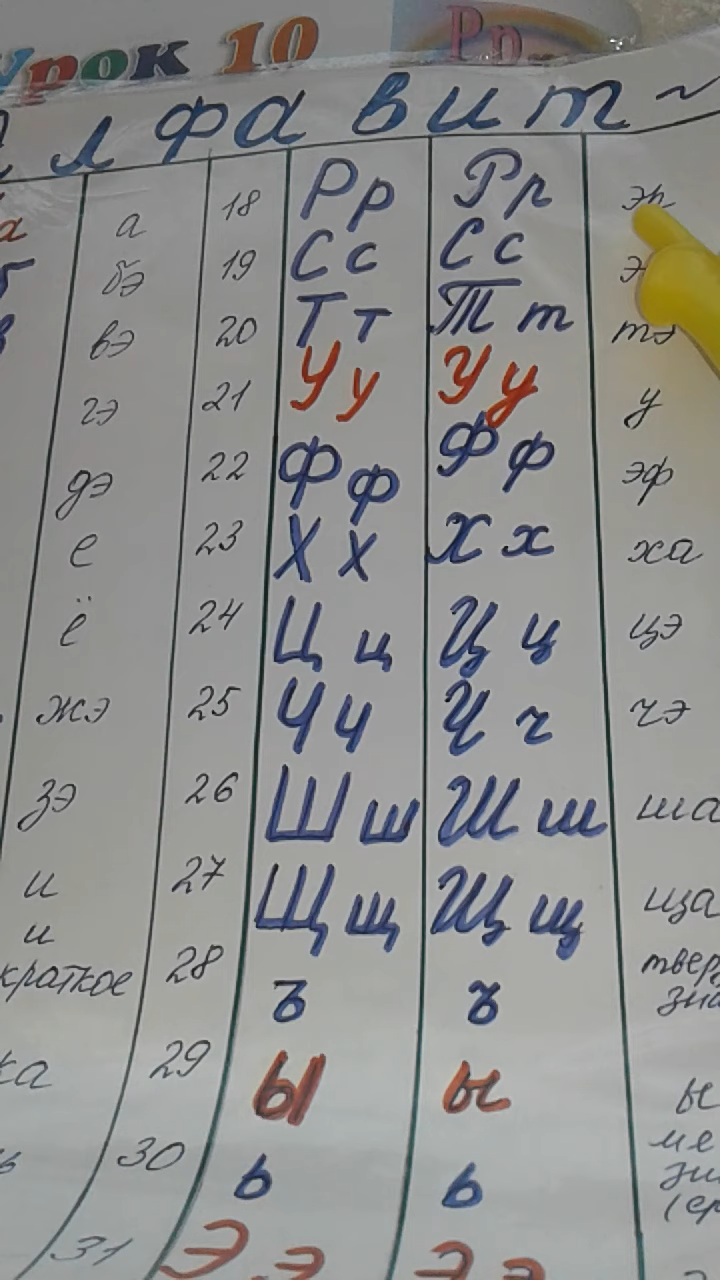 урок 10
Рр
лфавит
а 18 Рр Рр эр
бэ 19 Сс Сс э
вэ 20 Тт Тт тэ
гэ 21 Уу Уу у
дэ 22 Фф Фф эф
е 23 Хх Хх ха
ё 24 Цц Цц цэ
жэ 25 Чч Чч чэ
зэ 26 Шш Шш ша
и 27 Щщ Щщ ща
и краткое 28 ъ ъ
ка 29 ы ы ы
30 ь ь
31 Ээ Ээ